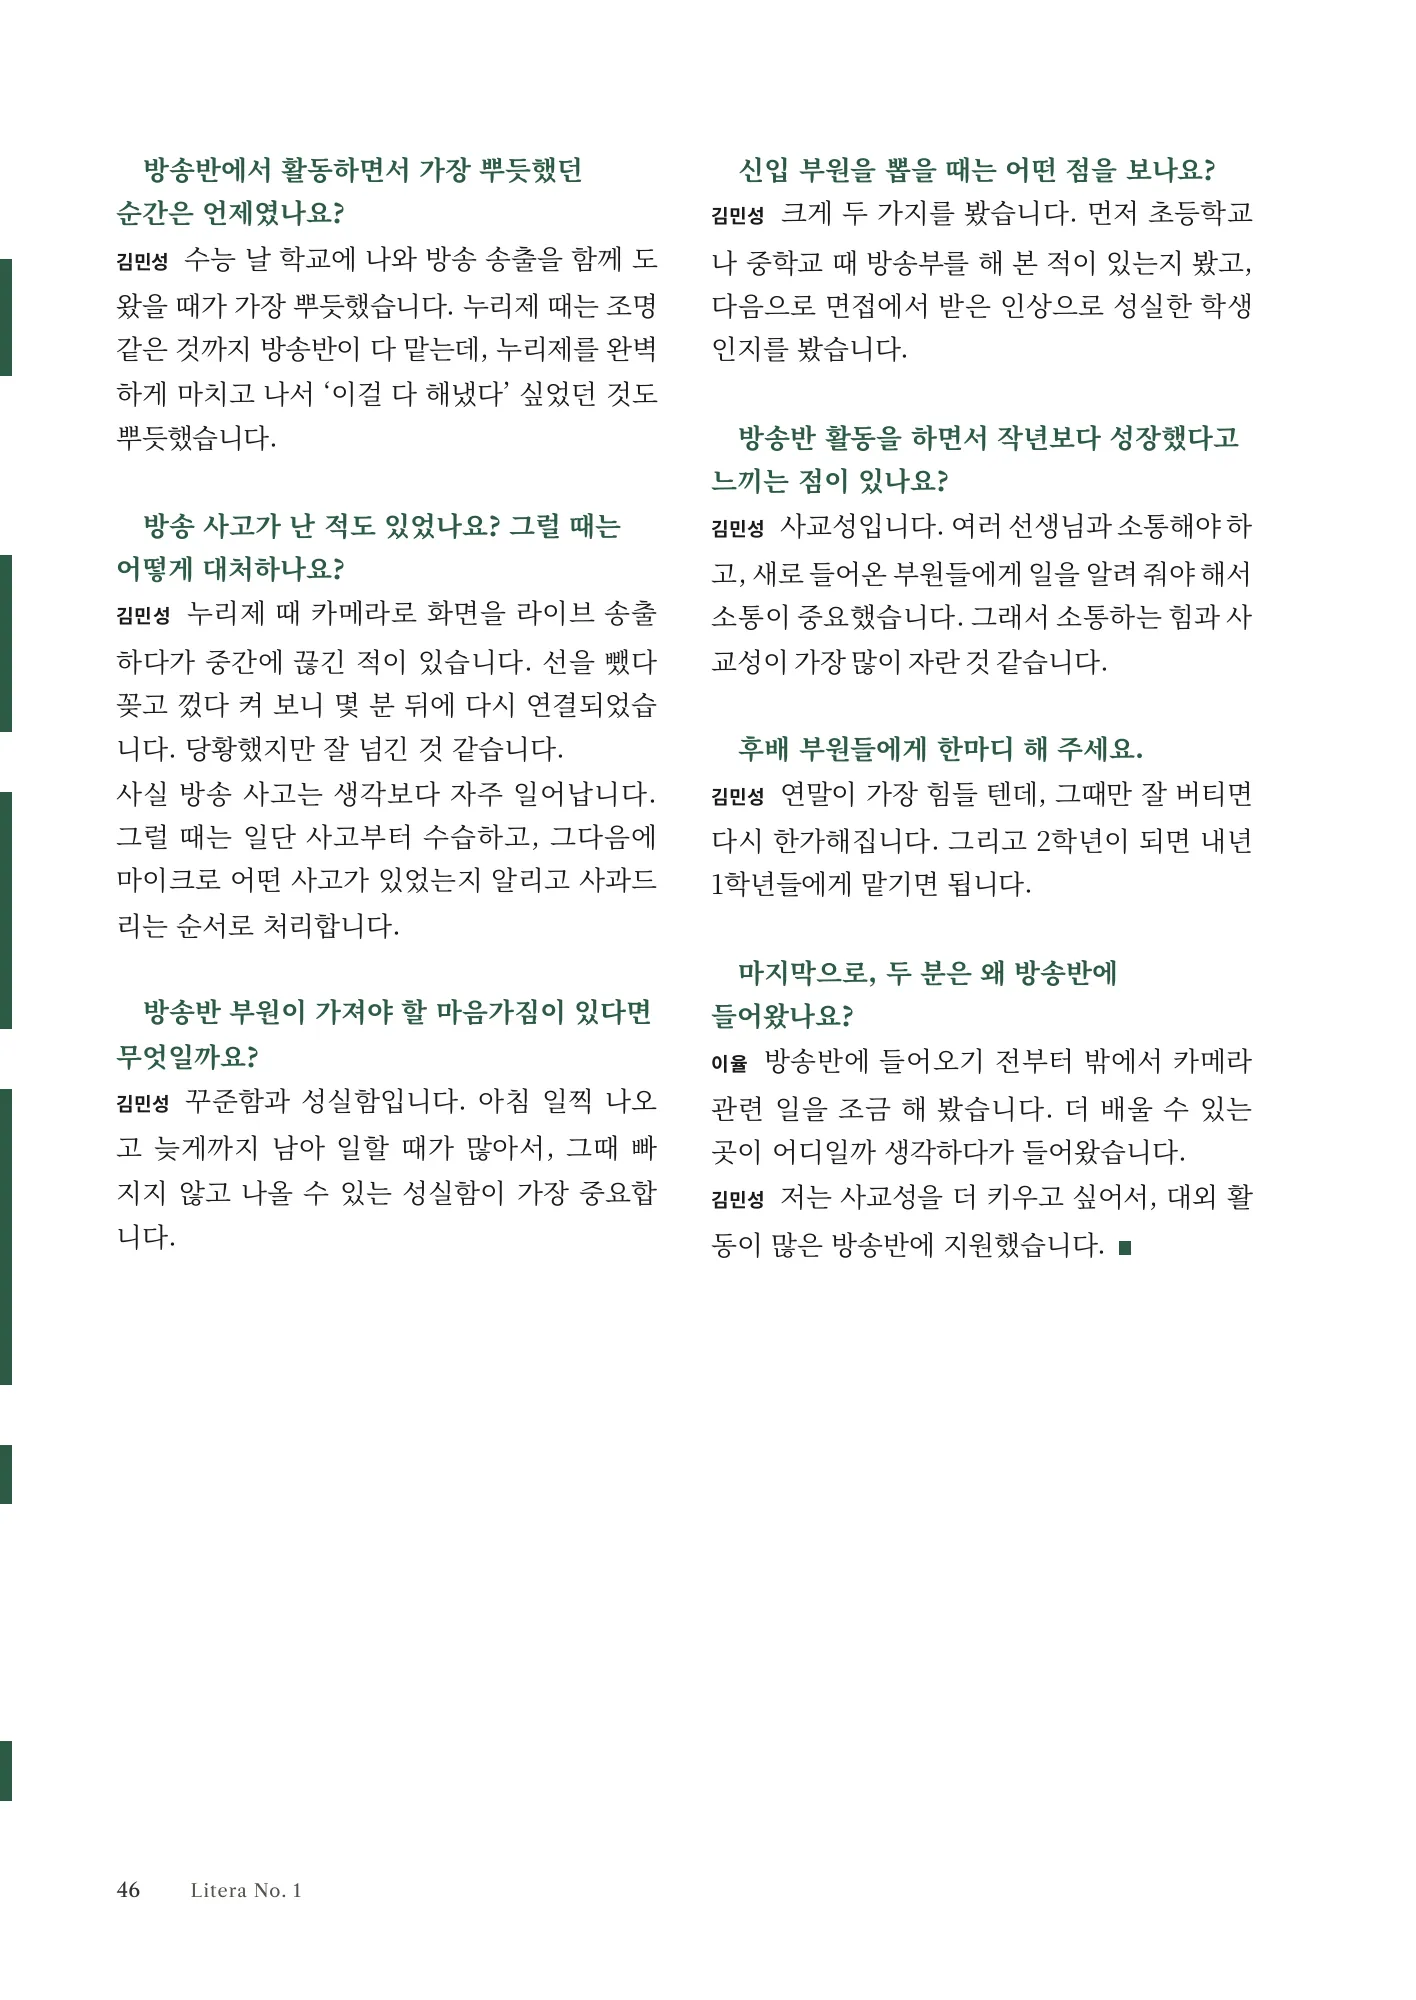 방송반에서 활동하면서 가장 뿌듯했던
순간은 언제였나요?
김민성 수능 날 학교에 나와 방송 송출을 함께 도
왔을 때가 가장 뿌듯했습니다. 누리제 때는 조명
같은 것까지 방송반이 다 맡는데, 누리제를 완벽
하게 마치고 나서 ‘이걸 다 해냈다’ 싶었던 것도
뿌듯했습니다.
방송 사고가 난 적도 있었나요? 그럴 때는
어떻게 대처하나요?
김민성 누리제 때 카메라로 화면을 라이브 송출
하다가 중간에 끊긴 적이 있습니다. 선을 뺐다
꽂고 껐다 켜 보니 몇 분 뒤에 다시 연결되었습
니다. 당황했지만 잘 넘긴 것 같습니다.
사실 방송 사고는 생각보다 자주 일어납니다.
그럴 때는 일단 사고부터 수습하고, 그다음에
마이크로 어떤 사고가 있었는지 알리고 사과드
리는 순서로 처리합니다.
방송반 부원이 가져야 할 마음가짐이 있다면
무엇일까요?
김민성 꾸준함과 성실함입니다. 아침 일찍 나오
고 늦게까지 남아 일할 때가 많아서, 그때 빠
지지 않고 나올 수 있는 성실함이 가장 중요합
니다.
신입 부원을 뽑을 때는 어떤 점을 보나요?
김민성 크게 두 가지를 봤습니다. 먼저 초등학교
나 중학교 때 방송부를 해 본 적이 있는지 봤고,
다음으로 면접에서 받은 인상으로 성실한 학생
인지를 봤습니다.
방송반 활동을 하면서 작년보다 성장했다고
느끼는 점이 있나요?
김민성 사교성입니다. 여러 선생님과 소통해야 하
고, 새로 들어온 부원들에게 일을 알려 줘야 해서
소통이 중요했습니다. 그래서 소통하는 힘과 사
교성이 가장 많이 자란 것 같습니다.
후배 부원들에게 한마디 해 주세요.
김민성 연말이 가장 힘들 텐데, 그때만 잘 버티면
다시 한가해집니다. 그리고 2학년이 되면 내년
1학년들에게 맡기면 됩니다.
마지막으로, 두 분은 왜 방송반에
들어왔나요?
이율 방송반에 들어오기 전부터 밖에서 카메라
관련 일을 조금 해 봤습니다. 더 배울 수 있는
곳이 어디일까 생각하다가 들어왔습니다.
김민성 저는 사교성을 더 키우고 싶어서, 대외 활
동이 많은 방송반에 지원했습니다. ■
46 Litera No. 1